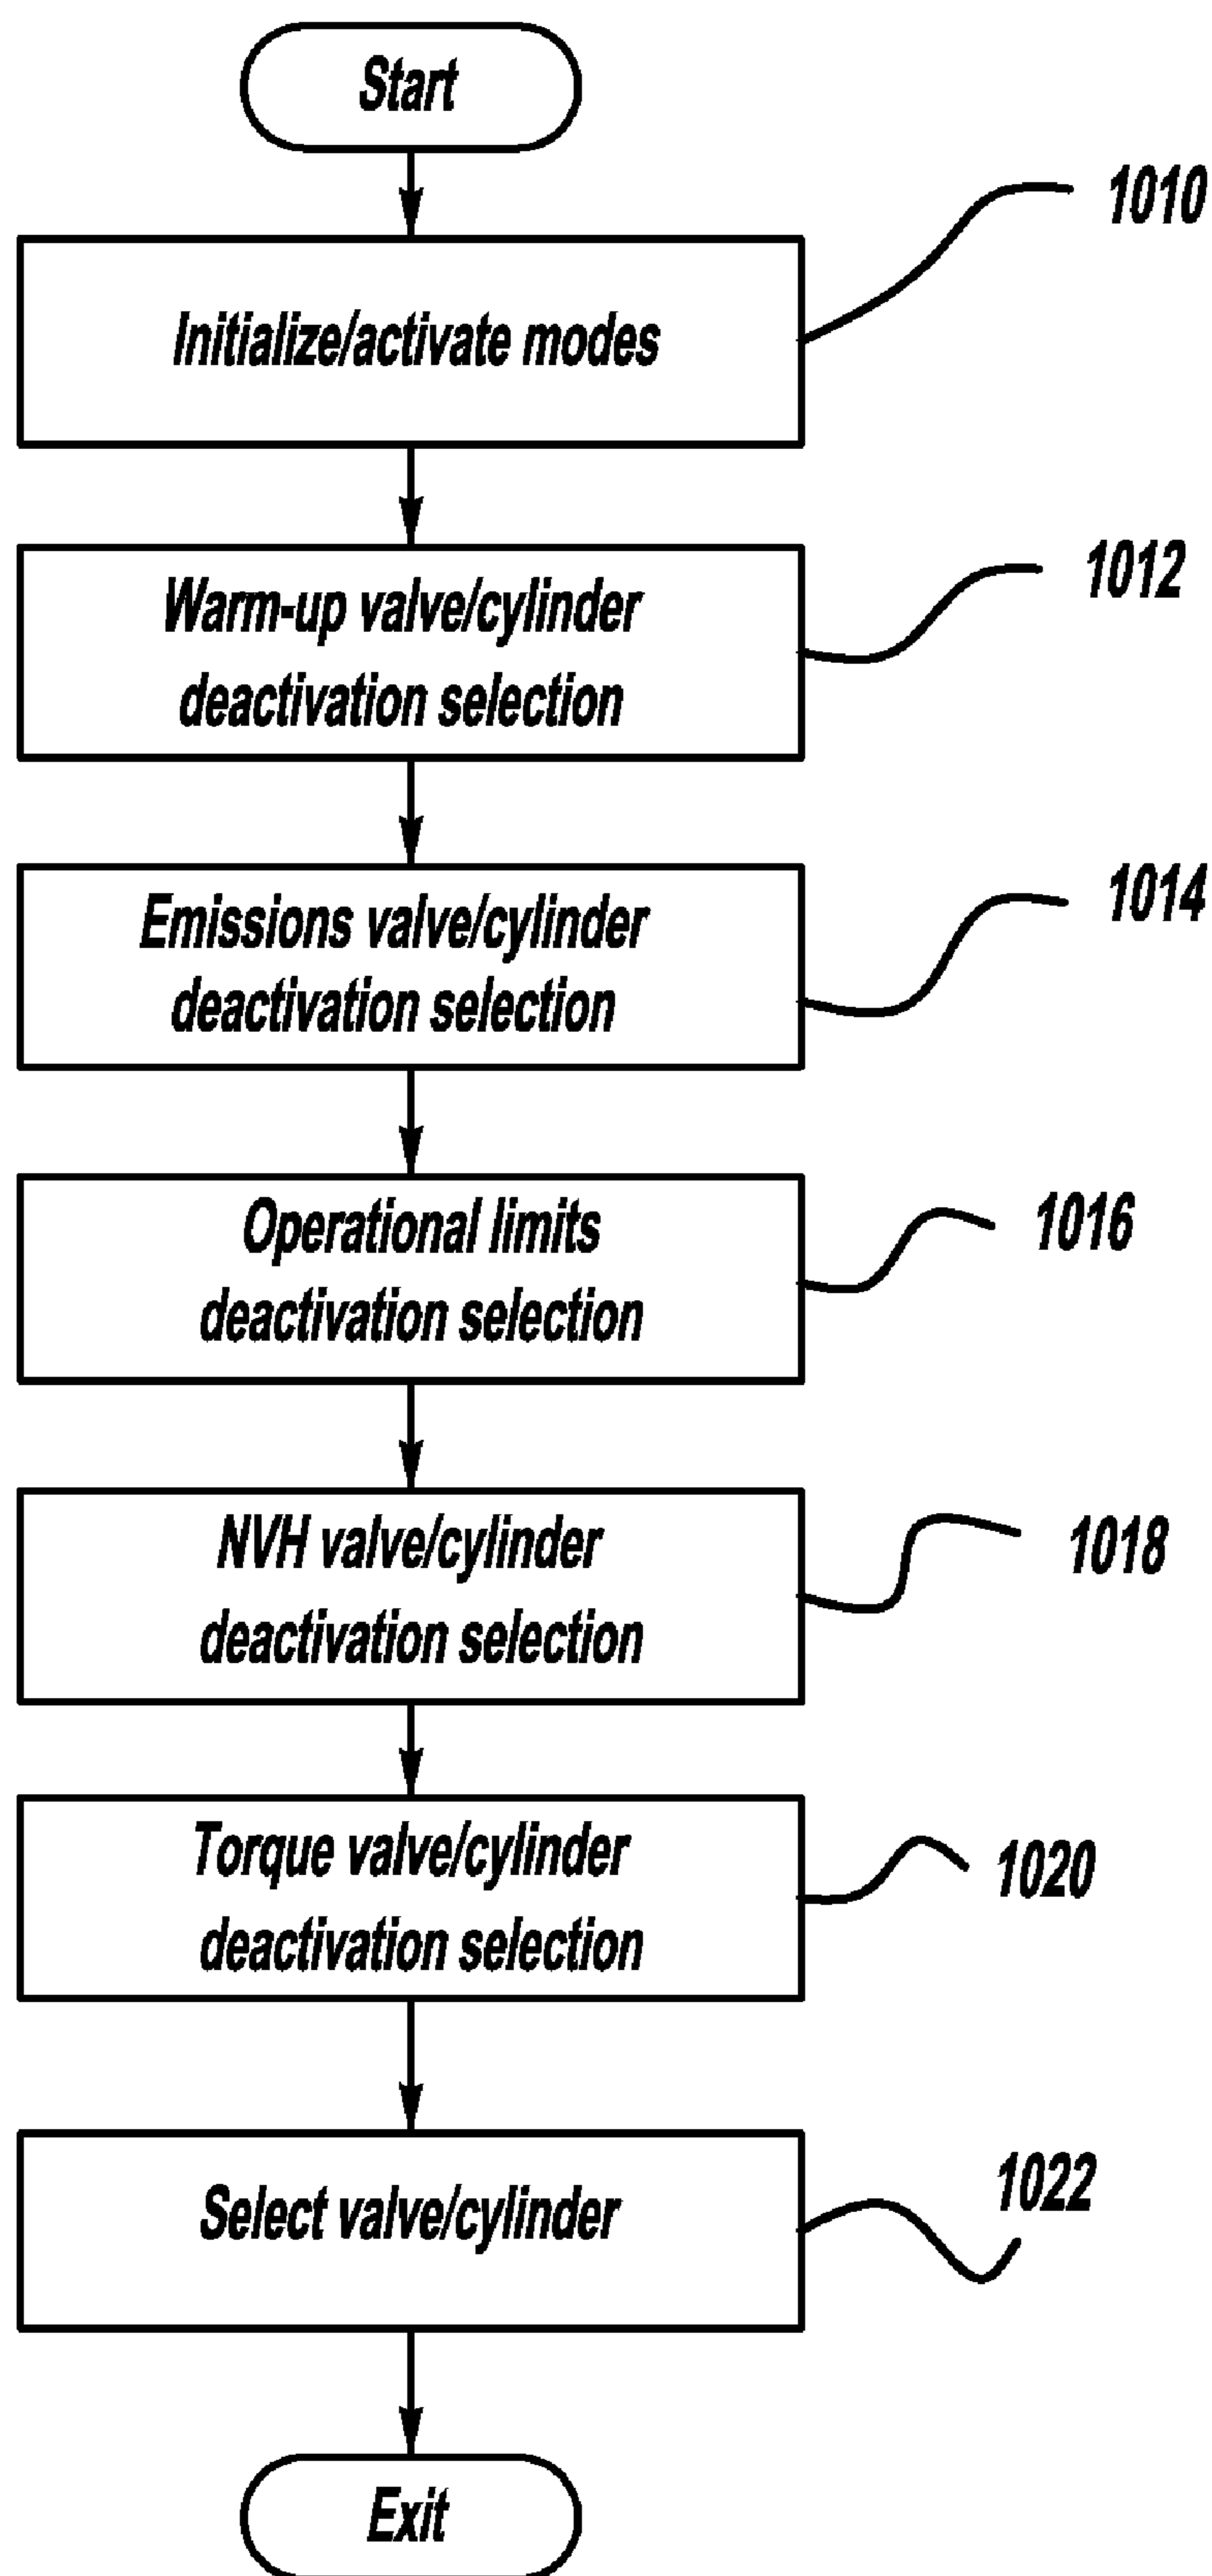 Start
1010
Initialize/activate modes
1012
Warm-up valve/cylinder
deactivation selection
1014
Emissions valve/cylinder
deactivation selection
1016
Operational limits
deactivation selection
1018
NVH valve/cylinder
deactivation selection
1020
Torque valve/cylinder
deactivation selection
1022
Select valve/cylinder
Exit